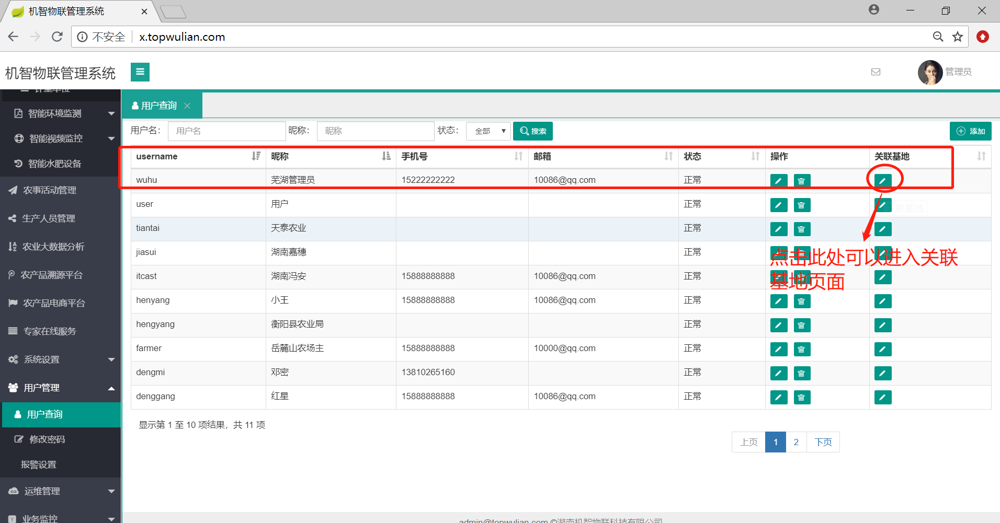 机智物联管理系统
不安全 x.topwulian.com
机智物联管理系统
管理员
计量单位
智能环境监测
智能视频监控
智能水肥设备
农事活动管理
生产人员管理
农业大数据分析
农产品溯源平台
农产品电商平台
专家在线服务
系统设置
用户管理
用户查询
修改密码
报警设置
运维管理
业务监控
用户查询
用户名： 用户名 昵称： 昵称 状态： 全部 搜索 添加
username 昵称 手机号 邮箱 状态 操作 关联基地
wuhu 芜湖管理员 15222222222 10086@qq.com 正常
user 用户 正常
关联基地
tiantai 天泰农业 正常
jiasui 湖南嘉穗 正常
点击此处可以进入关联
基地页面
itcast 湖南冯安 15888888888 10086@qq.com 正常
henyang 小王 15888888888 10086@qq.com 正常
hengyang 衡阳县农业局 正常
farmer 岳麓山农场主 15888888888 10000@qq.com 正常
dengmi 邓密 13810265160 正常
denggang 红星 15888888888 10086@qq.com 正常
显示第 1 至 10 项结果，共 11 项
上页 1 2 下页
admin@topwulian.com ©湖南机智物联科技有限公司